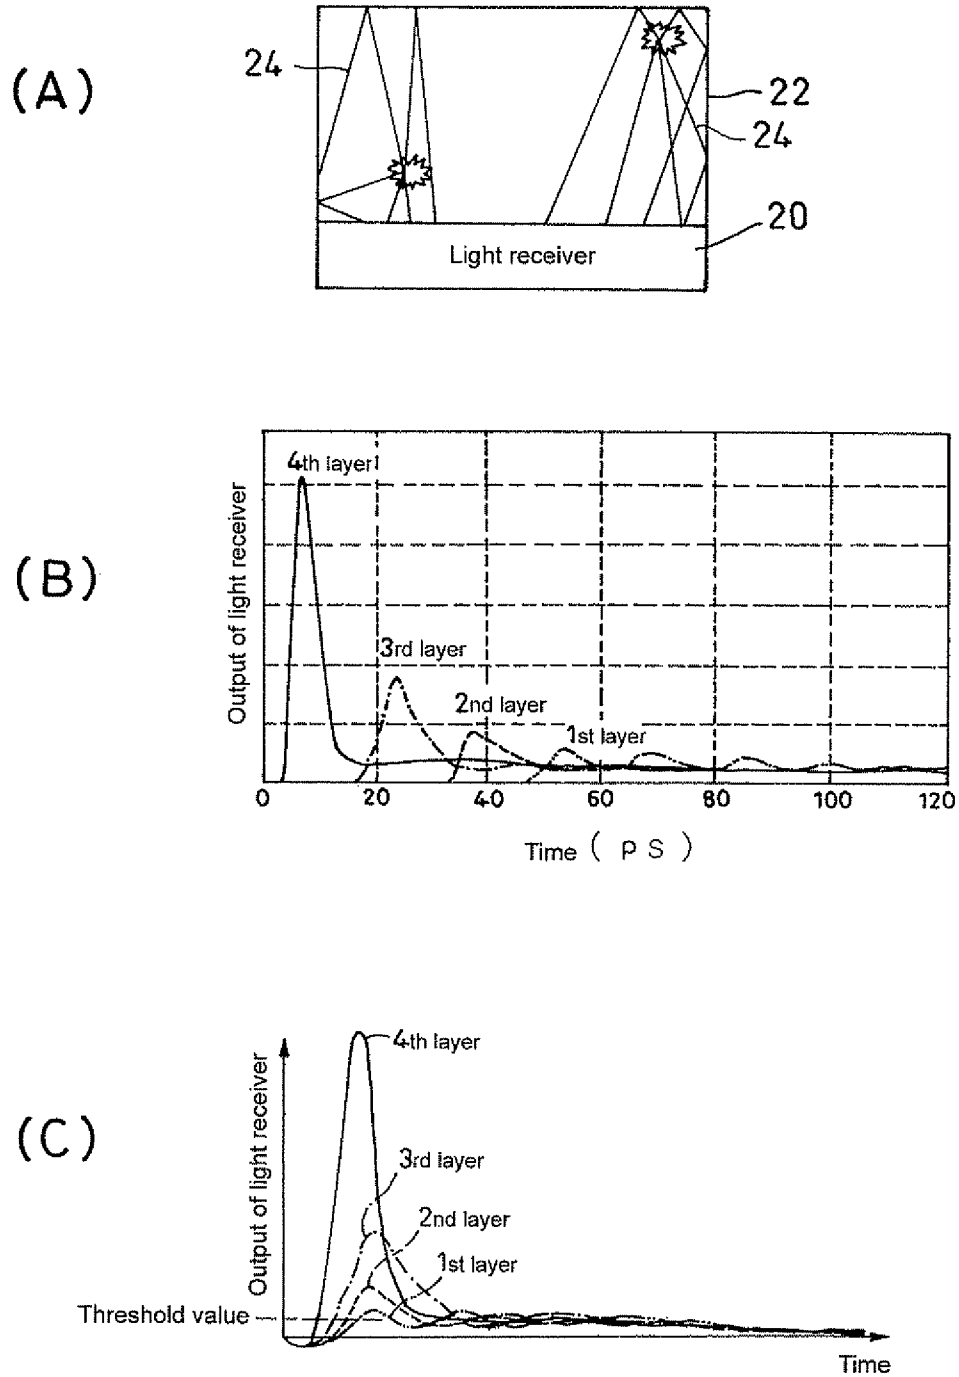 (A)
24
22
24
20
Light receiver
(B)
Output of light receiver
4th layer
3rd layer
2nd layer
1st layer
0 20 40 60 80 100 120
Time (ps)
(C)
Output of light receiver
4th layer
3rd layer
2nd layer
1st layer
Threshold value
Time